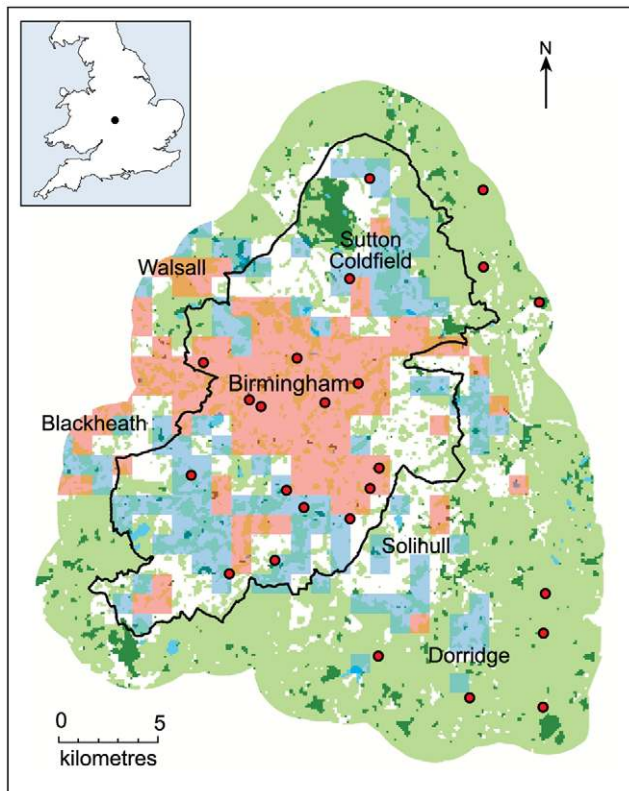 N
Sutton
Coldfield
Walsall
Birmingham
Blackheath
Solihull
Dorridge
0 5
kilometres